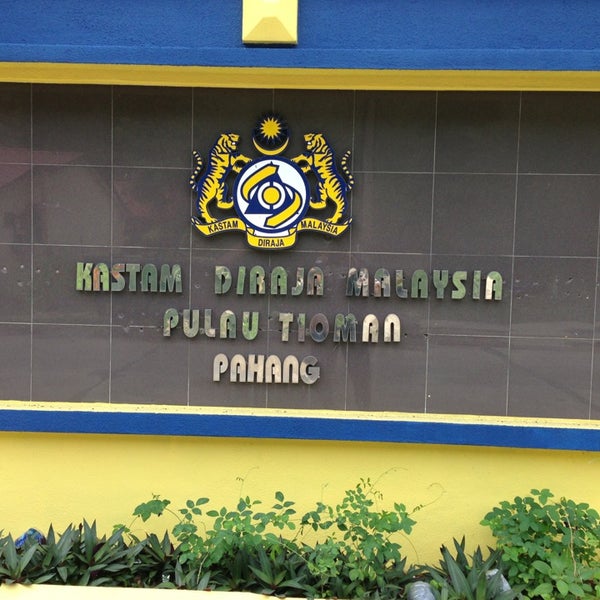 KASTAM DIRAJA MALAYSIA
KASTAM DIRAJA MALAYSIA
PULAU TIOMAN
PAHANG